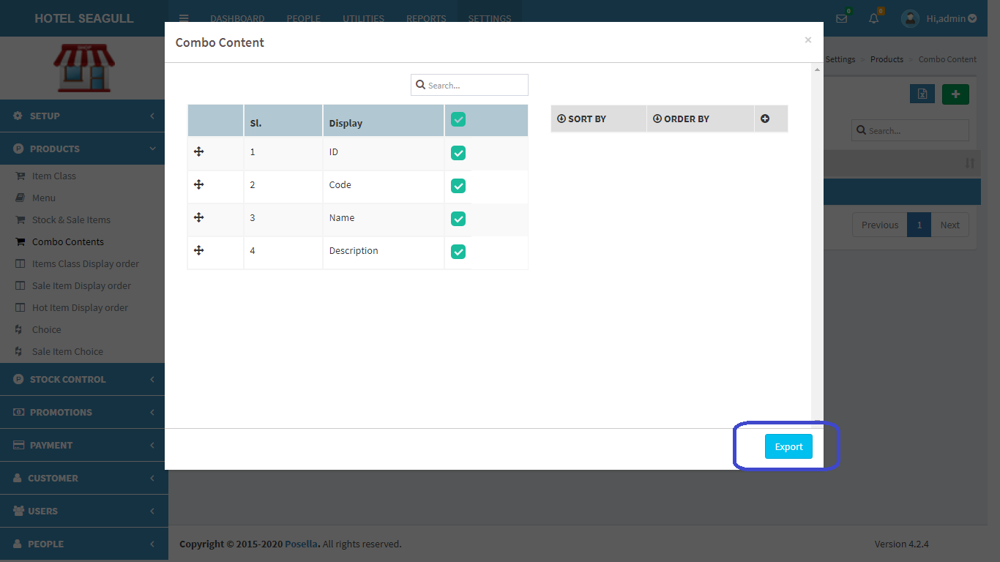 HOTEL SEAGULL
DASHBOARD PEOPLE UTILITIES REPORTS SETTINGS
0 0 Hi,admin
SHOP
Combo Content ×
Settings > Products > Combo Content
Search...
Search...
SETUP
PRODUCTS
Item Class
Menu
Stock & Sale Items
Combo Contents
Items Class Display order
Sale Item Display order
Hot Item Display order
Choice
Sale Item Choice
STOCK CONTROL
PROMOTIONS
PAYMENT
CUSTOMER
USERS
PEOPLE
Sl. Display
1 ID
2 Code
3 Name
4 Description
SORT BY ORDER BY
Previous 1 Next
Export
Copyright © 2015-2020 Posella. All rights reserved.
Version 4.2.4